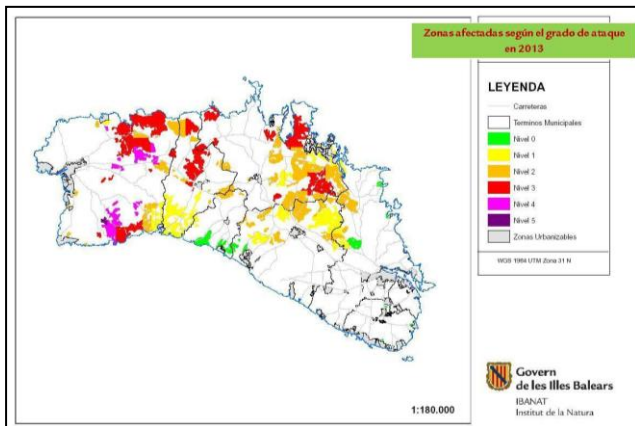 Zonas afectadas según el grado de ataque
en 2013
LEYENDA
Carreteras
Terminos Municipales
Nivel 0
Nivel 1
Nivel 2
Nivel 3
Nivel 4
Nivel 5
Zonas Urbanizables
WGS 1984 UTM Zona 31 N
Govern
de les Illes Balears
IBANAT
Institut de la Natura
1:180.000